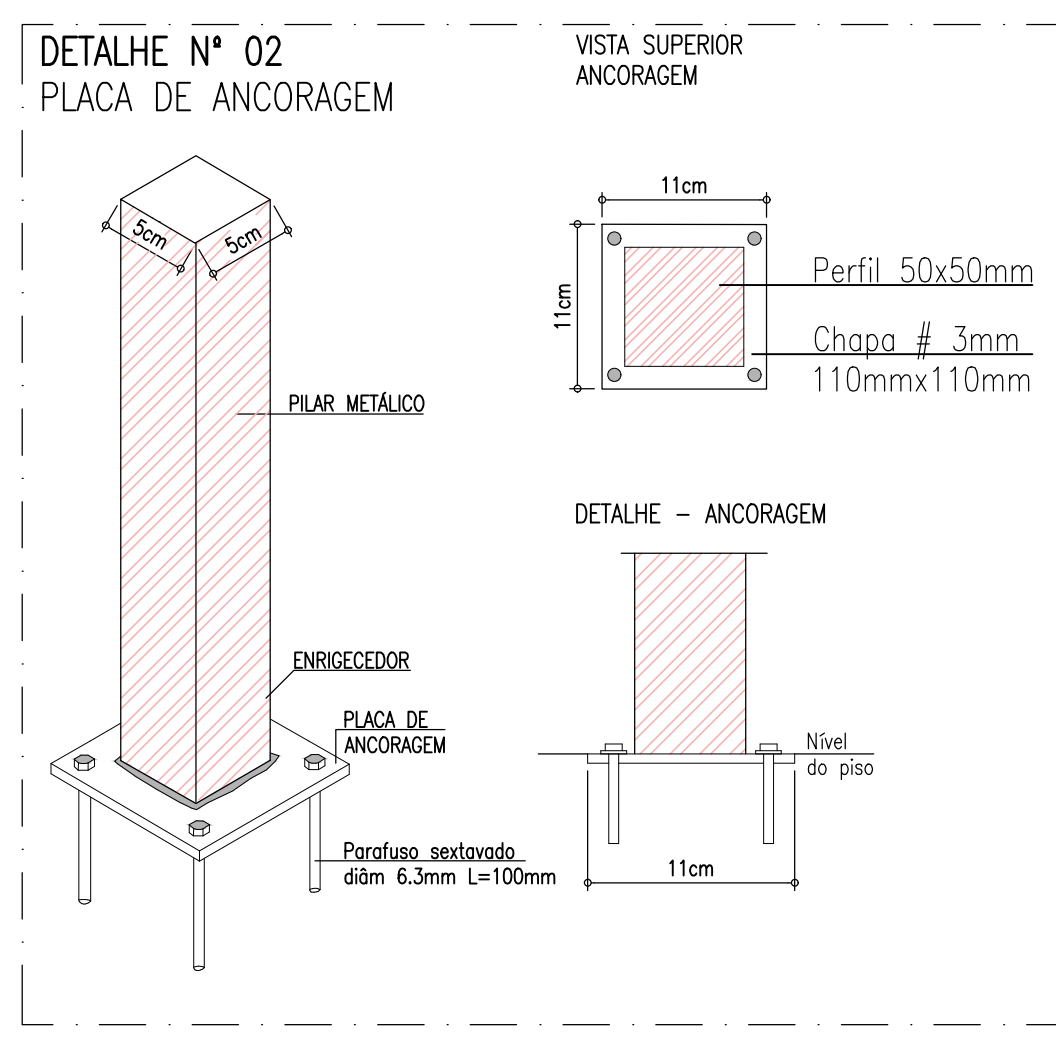 DETALHE Nº 02
PLACA DE ANCORAGEM
VISTA SUPERIOR
ANCORAGEM
5cm
5cm
11cm
11cm
Perfil 50x50mm
Chapa # 3mm
110mmx110mm
PILAR METÁLICO
DETALHE - ANCORAGEM
ENRIGECEDOR
PLACA DE
ANCORAGEM
Nível
do piso
Parafuso sextavado
diâm 6.3mm L=100mm
11cm